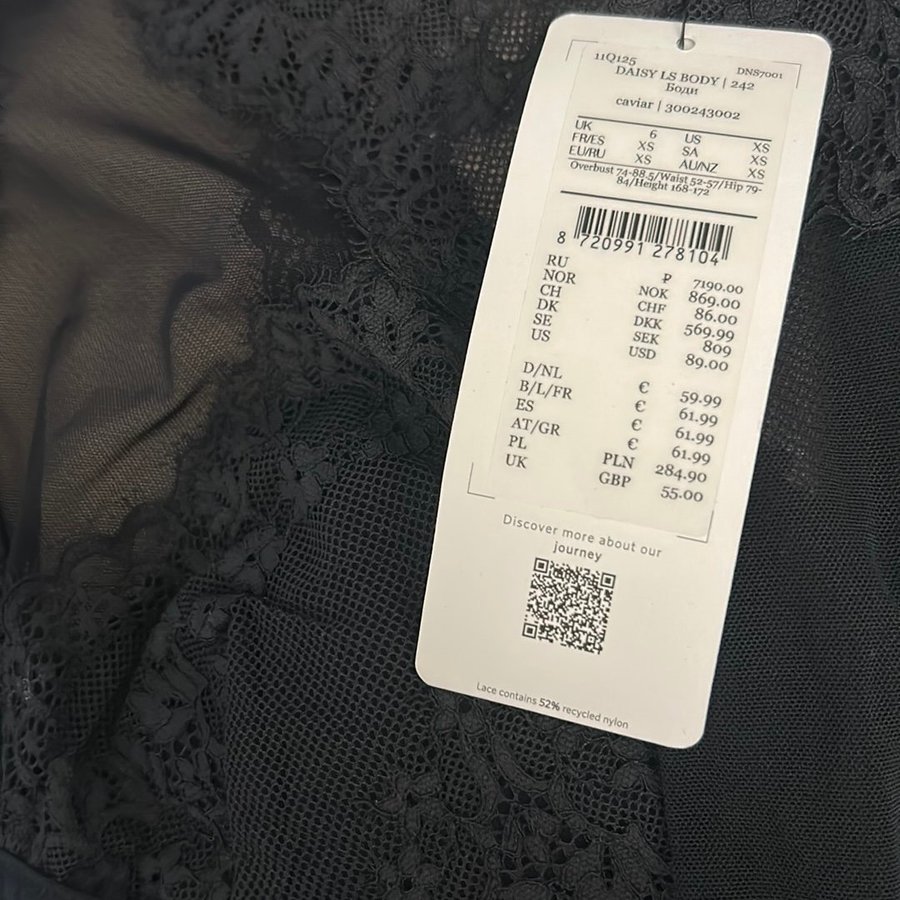 11Q125 DNS7001
DAISY LS BODY | 242
Боди
caviar | 300243002
UK 6 US XS
FR/ES XS SA XS
EU/RU XS AU/NZ XS
Overbust 74-88.5/Waist 52-57/Hip 79-
84/Height 168-172
8 720991 278104
RU ₽ 7190.00
NOR NOK 869.00
CH CHF 86.00
DK DKK 569.99
SE SEK 809
US USD 89.00
D/NL € 59.99
B/L/FR € 61.99
ES € 61.99
AT/GR € 61.99
PL PLN 284.90
UK GBP 55.00
Discover more about our
journey
Lace contains 52% recycled nylon